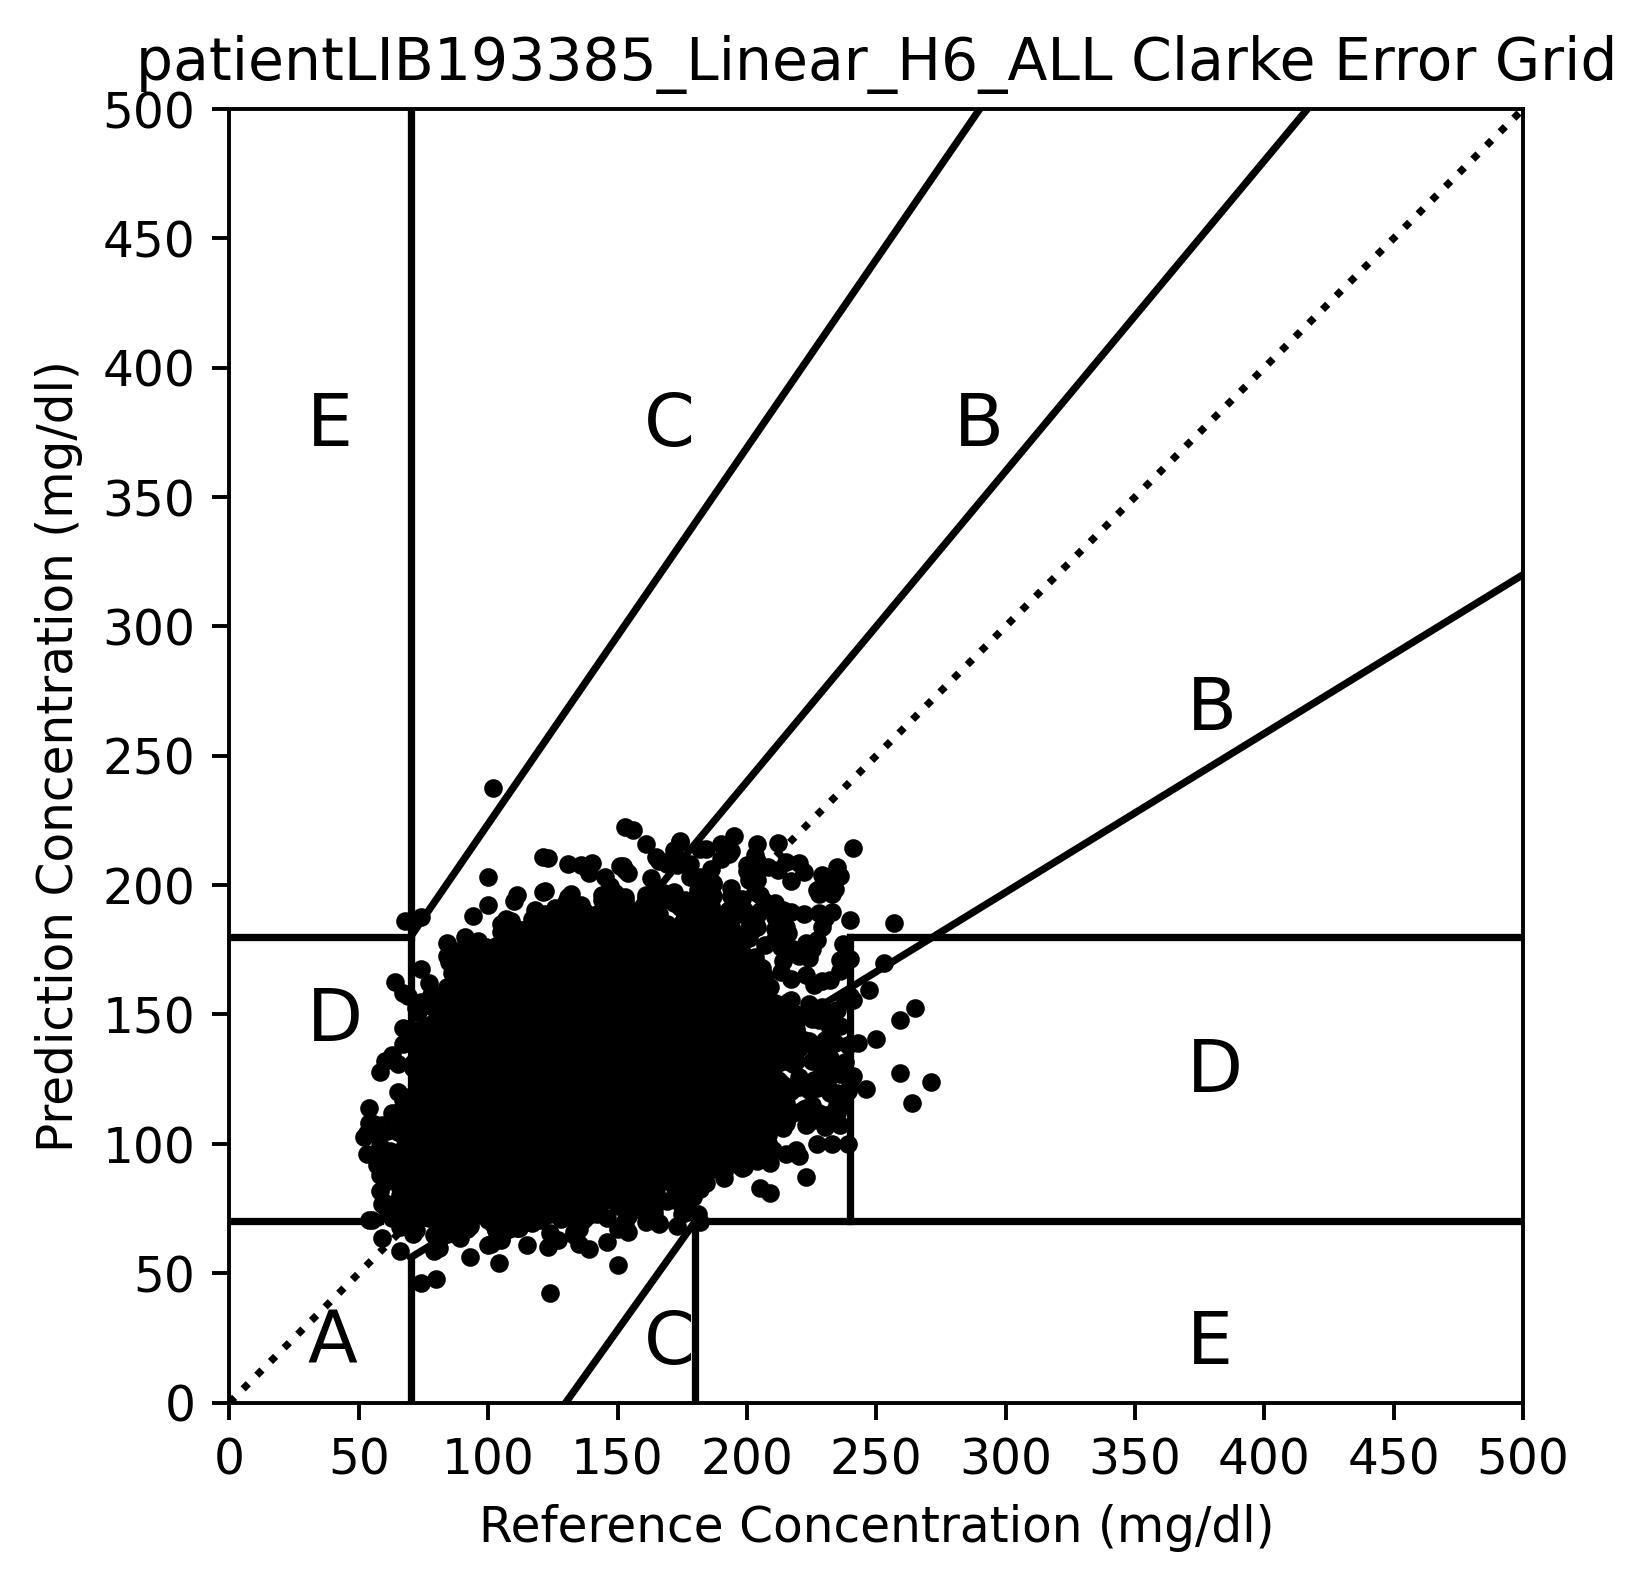 patientLIB193385_Linear_H6_ALL Clarke Error Grid
Prediction Concentration (mg/dl)
500
450
400
350
300
250
200
150
100
50
0
E
C
B
B
D
D
A
C
E
0 50 100 150 200 250 300 350 400 450 500
Reference Concentration (mg/dl)